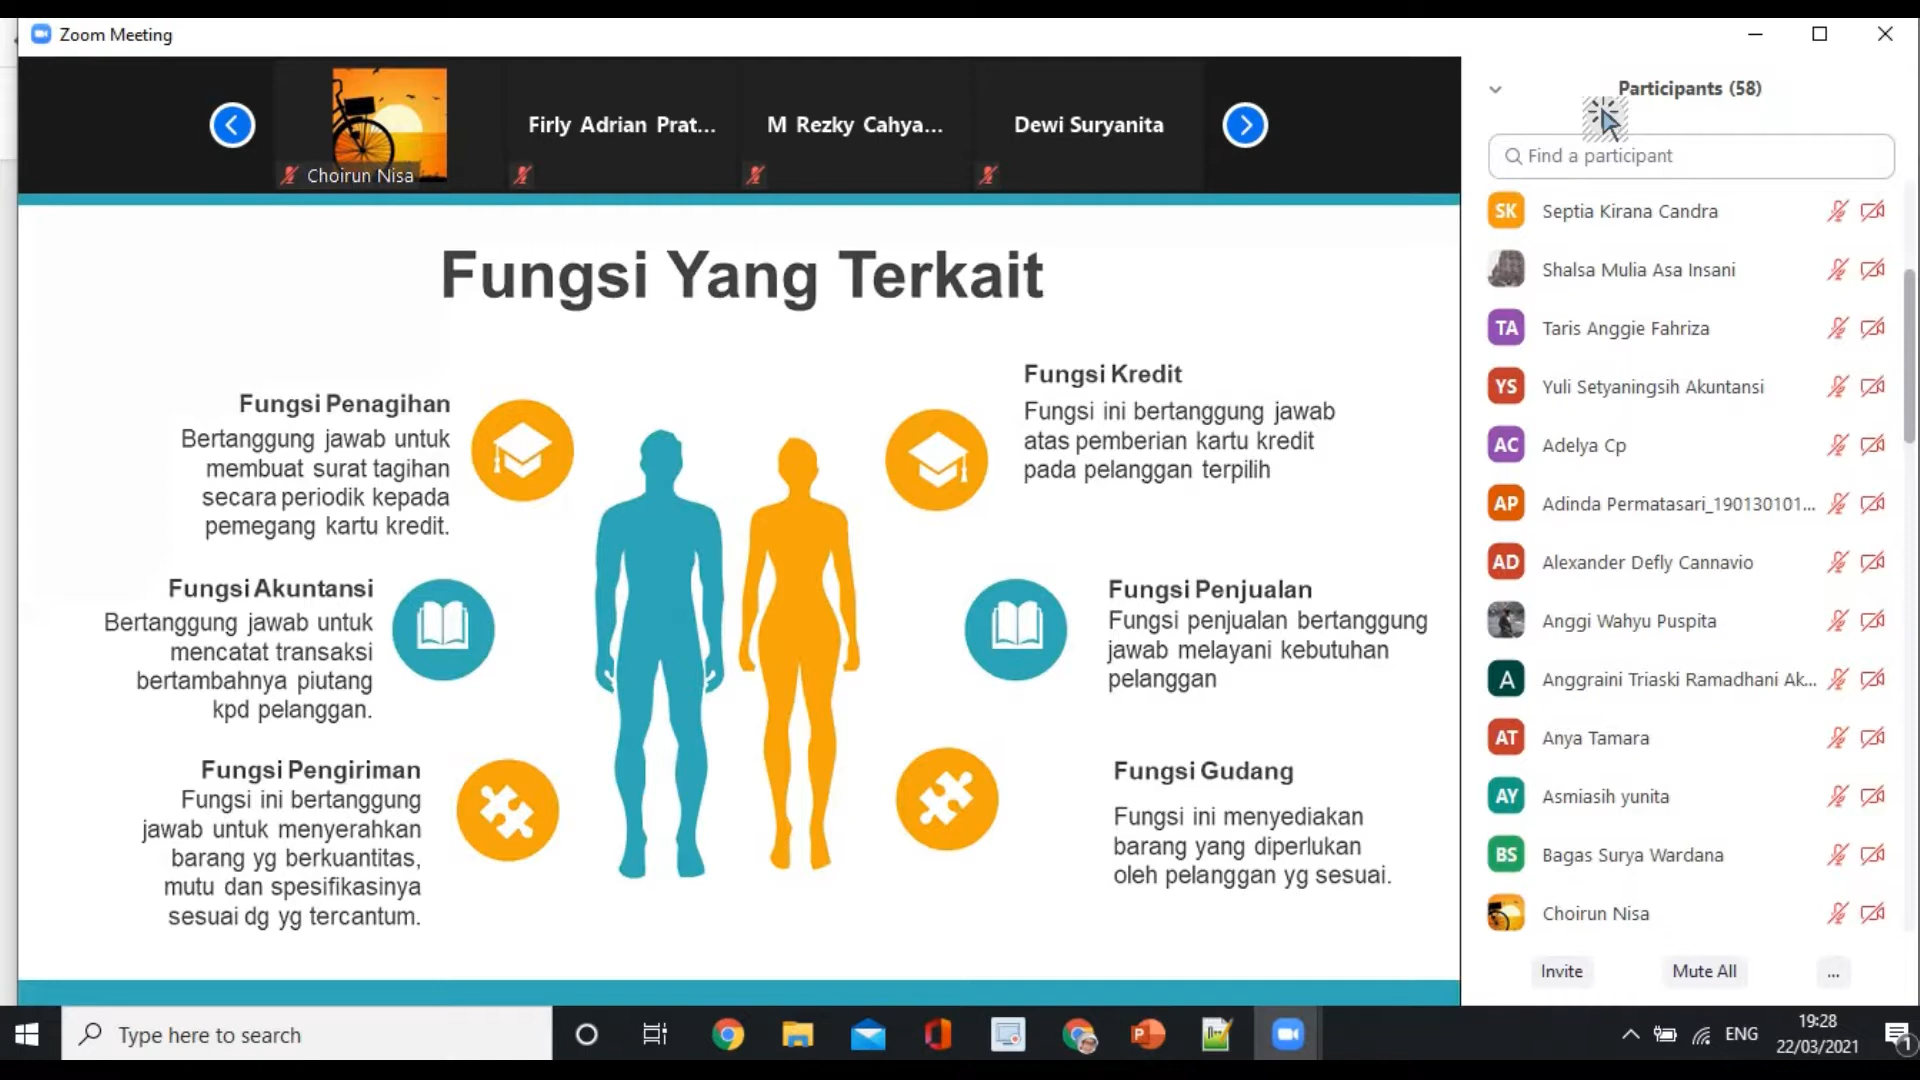 Zoom Meeting
Choirun Nisa
Firly Adrian Prat...
M Rezky Cahya...
Dewi Suryanita
Fungsi Yang Terkait
Fungsi Penagihan
Bertanggung jawab untuk
membuat surat tagihan
secara periodik kepada
pemegang kartu kredit.
Fungsi Akuntansi
Bertanggung jawab untuk
mencatat transaksi
bertambahnya piutang
kpd pelanggan.
Fungsi Pengiriman
Fungsi ini bertanggung
jawab untuk menyerahkan
barang yg berkuantitas,
mutu dan spesifikasinya
sesuai dg yg tercantum.
Fungsi Kredit
Fungsi ini bertanggung jawab
atas pemberian kartu kredit
pada pelanggan terpilih
Fungsi Penjualan
Fungsi penjualan bertanggung
jawab melayani kebutuhan
pelanggan
Fungsi Gudang
Fungsi ini menyediakan
barang yang diperlukan
oleh pelanggan yg sesuai.
Participants (58)
Find a participant
SK Septia Kirana Candra
Shalsa Mulia Asa Insani
TA Taris Anggie Fahriza
YS Yuli Setyaningsih Akuntansi
AC Adelya Cp
AP Adinda Permatasari_190130101...
AD Alexander Defly Cannavio
Anggi Wahyu Puspita
A Anggraini Triaski Ramadhani Ak...
AT Anya Tamara
AY Asmiasih yunita
BS Bagas Surya Wardana
Choirun Nisa
Invite
Mute All
...
Type here to search
ENG
19:28
22/03/2021
1